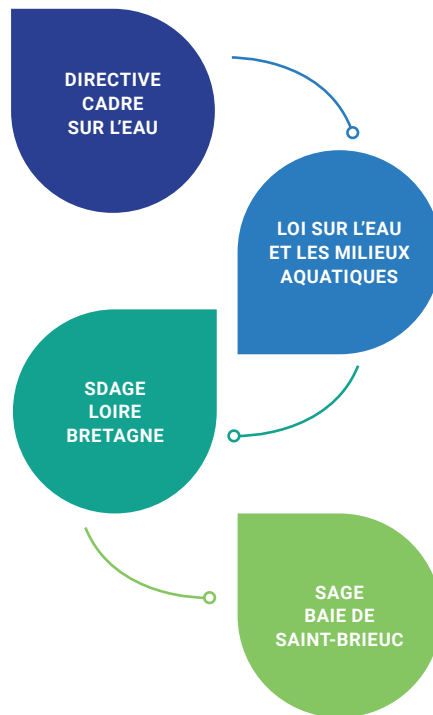 DIRECTIVE
CADRE
SUR L'EAU
LOI SUR L'EAU
ET LES MILIEUX
AQUATIQUES
SDAGE
LOIRE
BRETAGNE
SAGE
BAIE DE
SAINT-BRIEUC